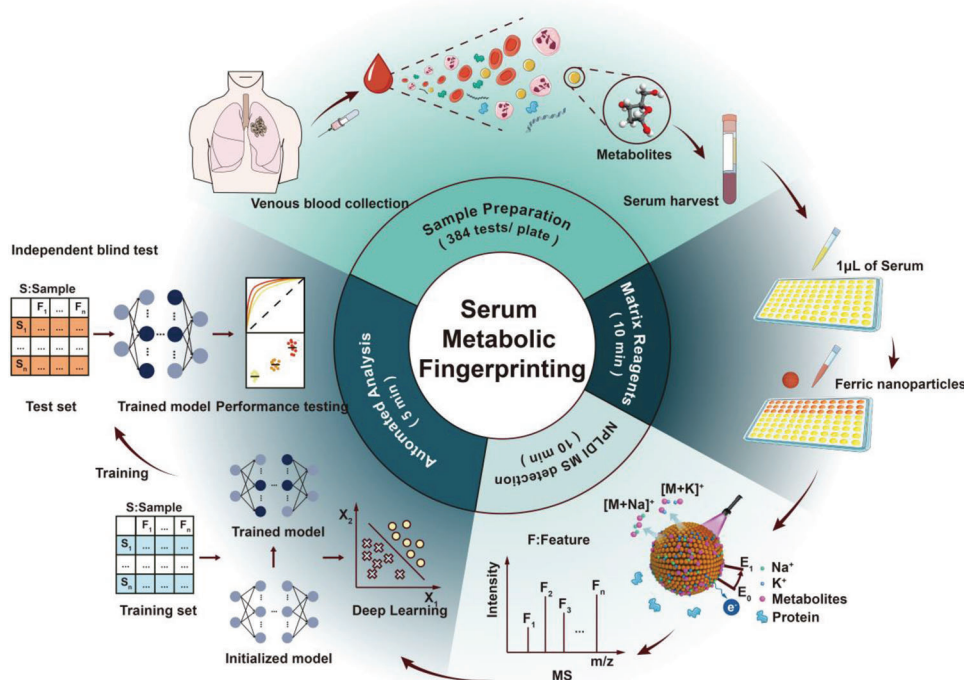 Venous blood collection
Metabolites
Serum harvest
Sample Preparation
( 384 tests/ plate )
Matrix Reagents
( 10 min )
NPLDI MS detection
( 10 min )
Automated Analysis
( 5 min )
Serum
Metabolic
Fingerprinting
1μL of Serum
Ferric nanoparticles
[M+K]⁺
[M+Na]⁺
E₁
E₀
e⁻
Na⁺
K⁺
Metabolites
Protein
F:Feature
Intensity
F₁
F₂
F₃
...
Fₙ
m/z
MS
Independent blind test
S:Sample
F₁ ... Fₙ
S₁ ... ... ...
... ... ... ...
Sₙ ... ... ...
Test set
...
Trained model
Performance testing
Training
S:Sample
F₁ ... Fₙ
S₁ ... ... ...
... ... ... ...
Sₙ ... ... ...
Training set
...
Trained model
...
Initialized model
X₂
X₁
Deep Learning